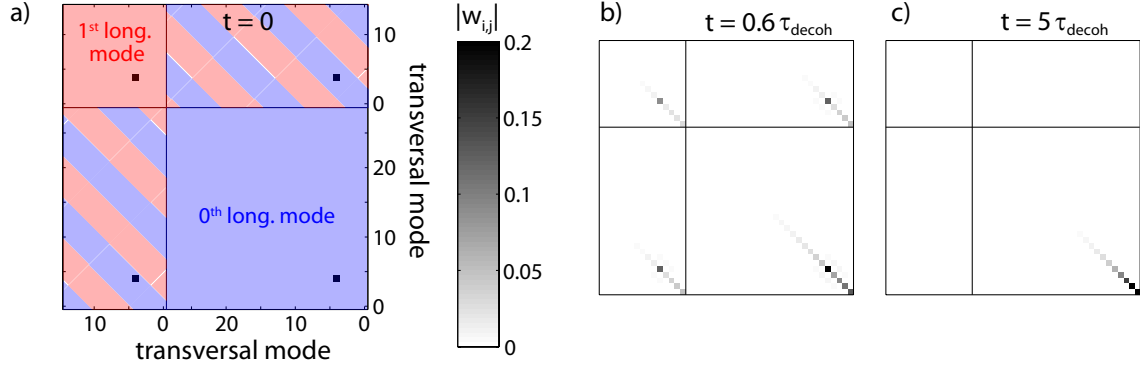 a)
1st long.
mode
t = 0
10
0
transversal mode
20
10
0
0th long. mode
10
0
20
10
0
transversal mode
|wi,j|
0.2
0.15
0.1
0.05
0
b)
t = 0.6 τdecoh
c)
t = 5 τdecoh